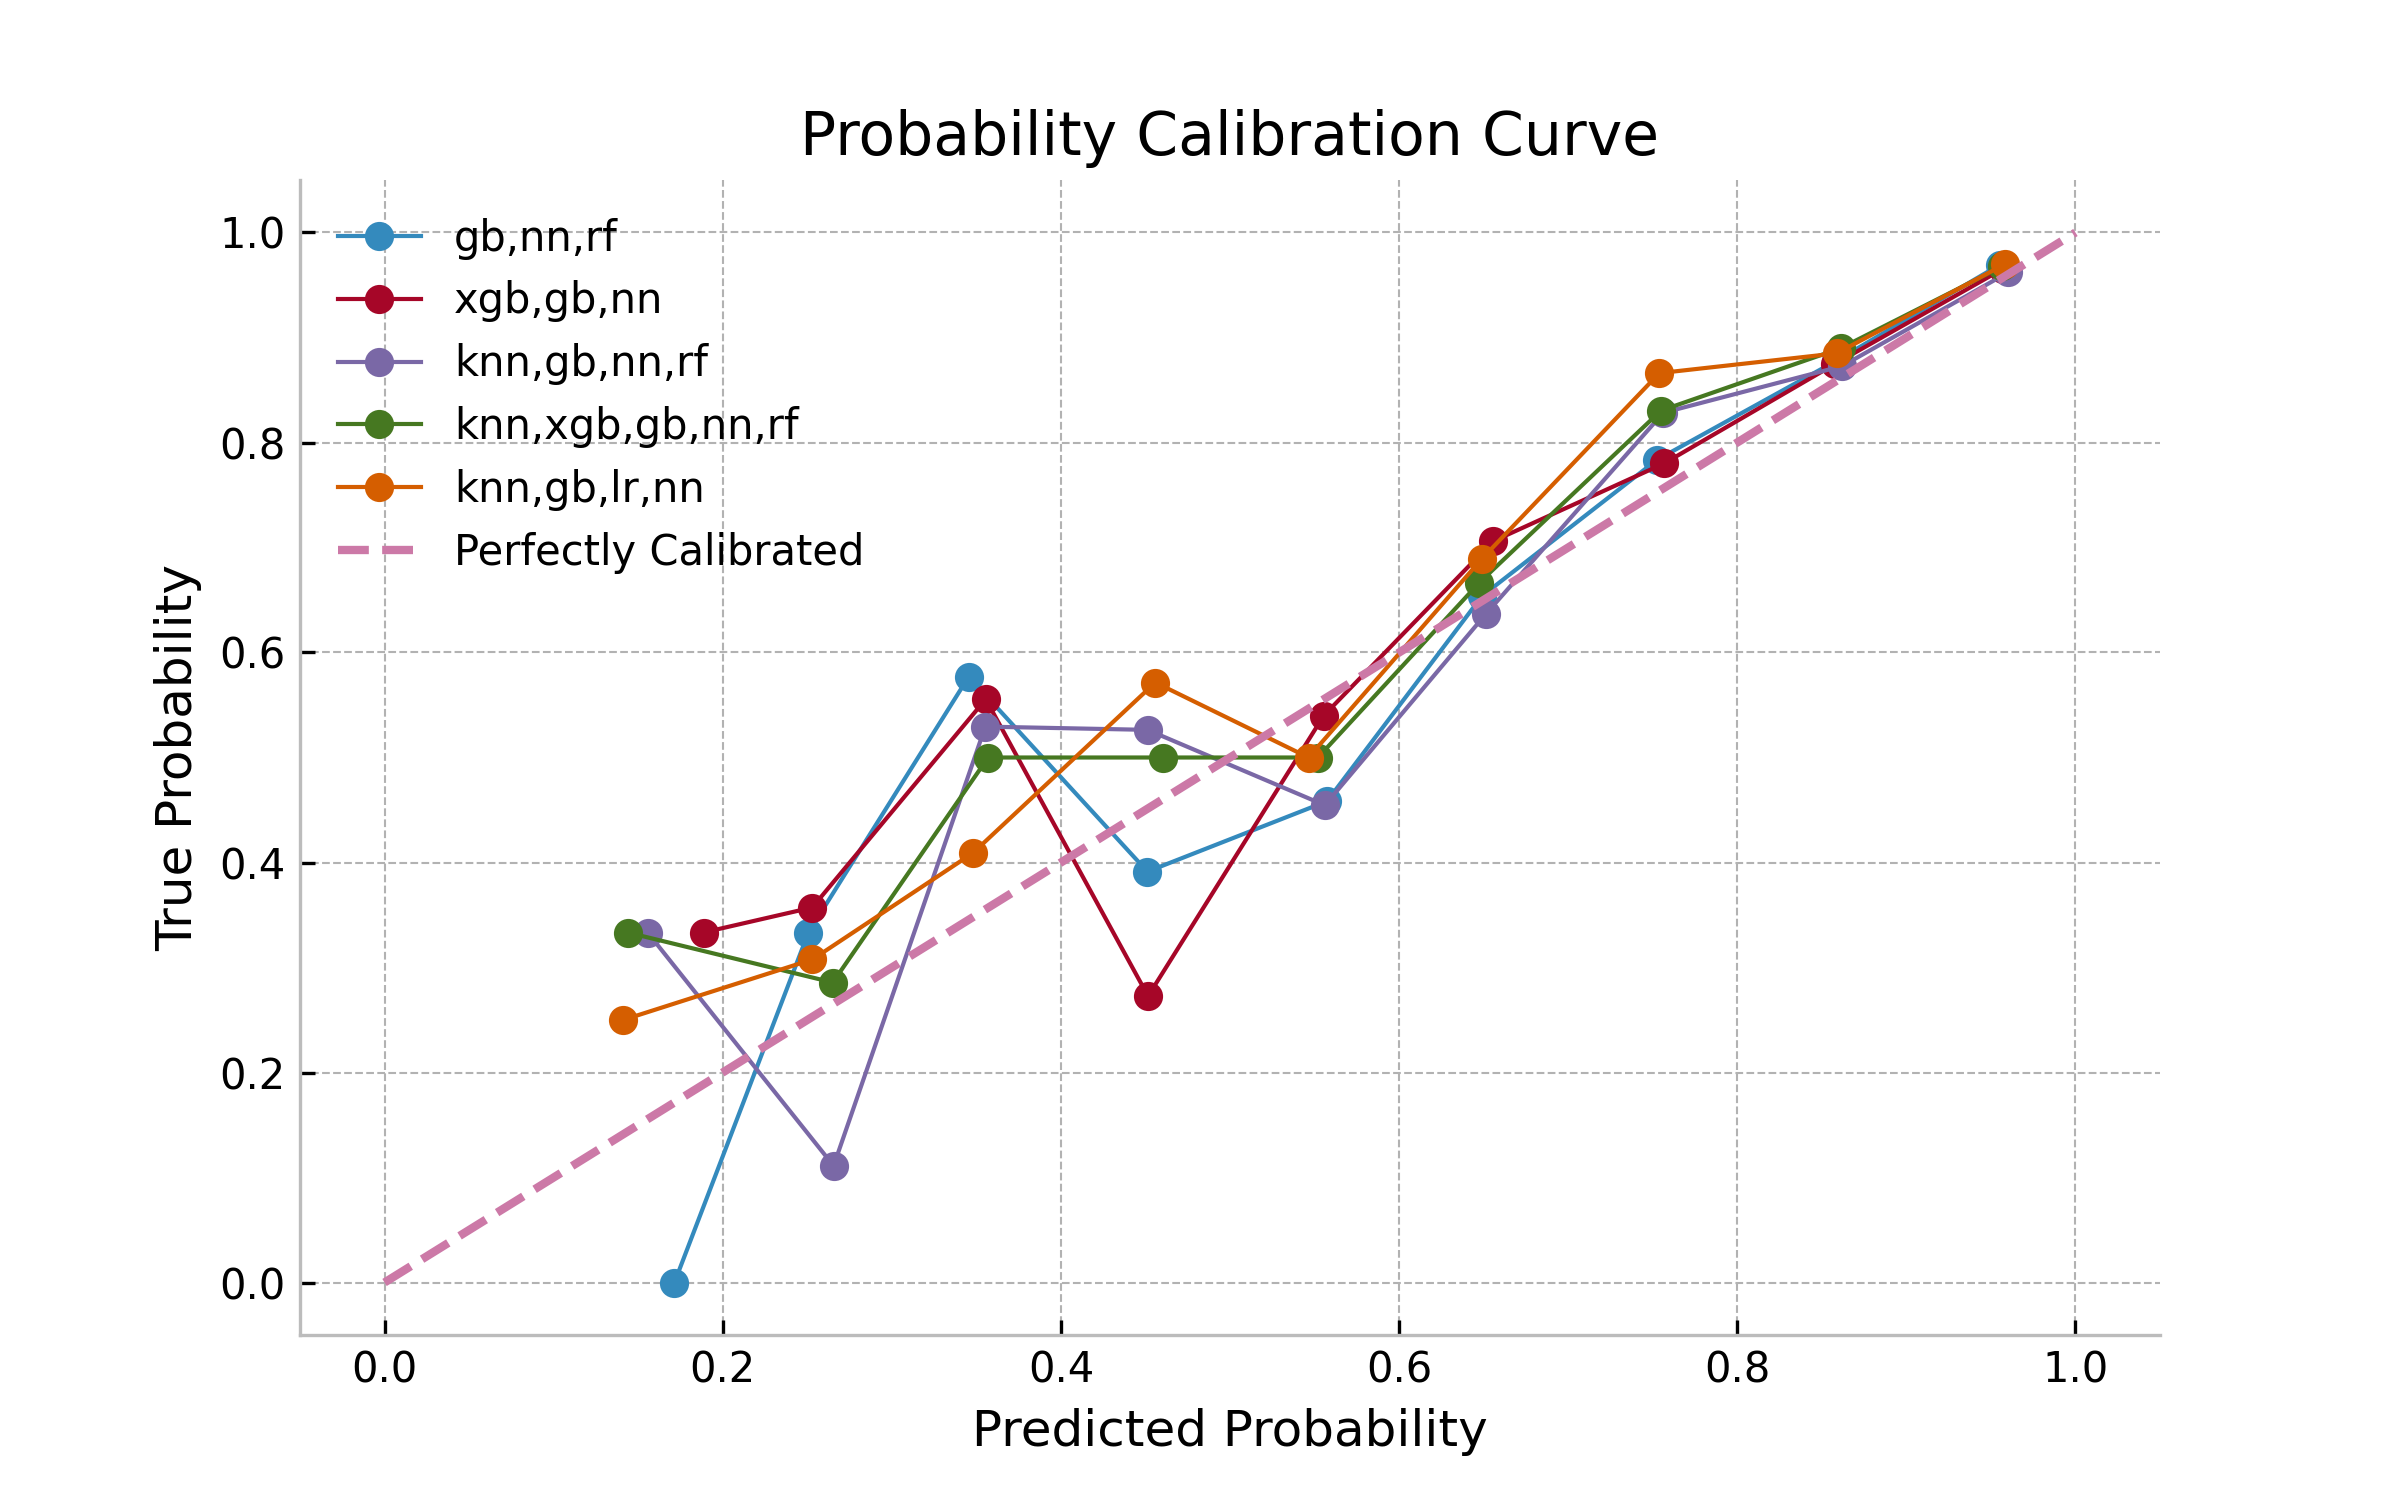 Probability Calibration Curve
1.0
0.8
0.6
0.4
0.2
0.0
True Probability
gb,nn,rf
xgb,gb,nn
knn,gb,nn,rf
knn,xgb,gb,nn,rf
knn,gb,lr,nn
Perfectly Calibrated
0.0 0.2 0.4 0.6 0.8 1.0
Predicted Probability